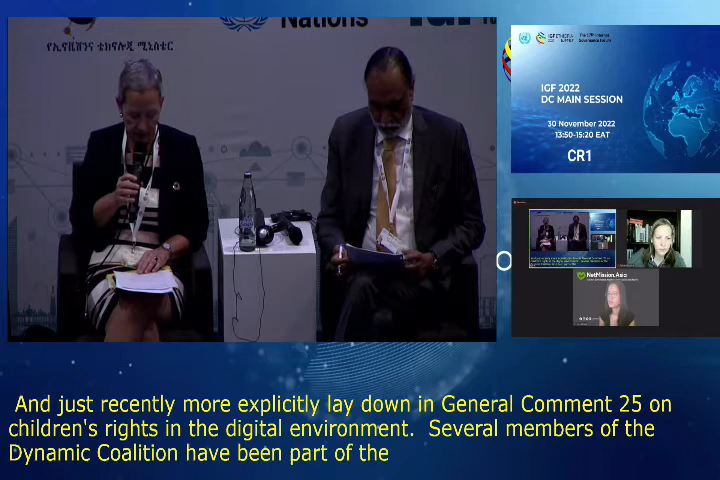 Nations
የኢኖቬሽንና ቴክኖሎጂ ሚኒስቴር
IGF 2022
DC MAIN SESSION
30 November 2022
13:50-15:20 EAT
CR1
NetMission.Asia
And just recently more explicitly lay down in General Comment 25 on
children's rights in the digital environment. Several members of the
Dynamic Coalition have been part of the